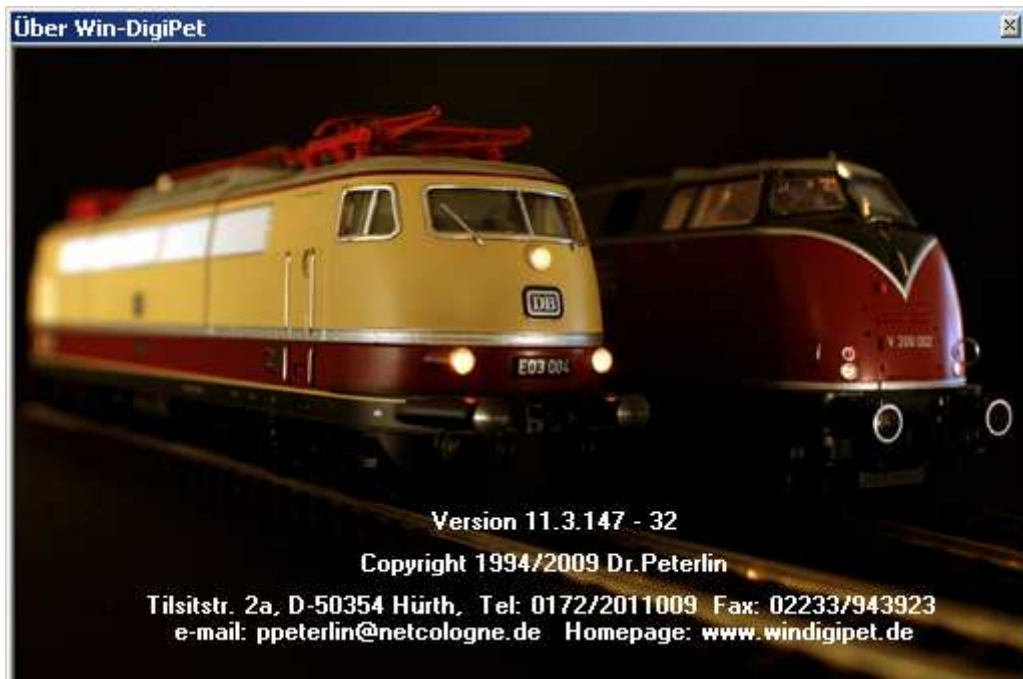 Über Win-DigiPet
DB
E03 004
V 200 002
Version 11.3.147 - 32
Copyright 1994/2009 Dr.Peterlin
Tilsitstr. 2a, D-50354 Hürth, Tel: 0172/2011009 Fax: 02233/943923
e-mail: ppeterlin@netcologne.de Homepage: www.windigipet.de